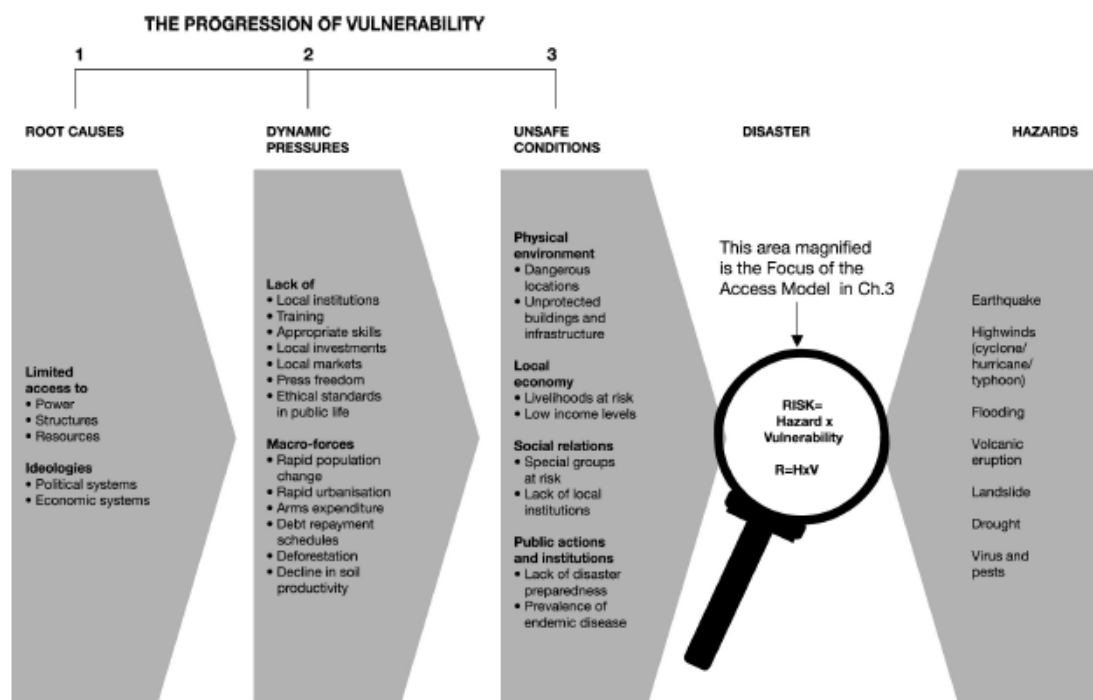 THE PROGRESSION OF VULNERABILITY
1
2
3
ROOT CAUSES
DYNAMIC
PRESSURES
UNSAFE
CONDITIONS
DISASTER
HAZARDS
Limited
access to
• Power
• Structures
• Resources
Ideologies
• Political systems
• Economic systems
Lack of
• Local institutions
• Training
• Appropriate skills
• Local investments
• Local markets
• Press freedom
• Ethical standards
in public life
Macro-forces
• Rapid population
change
• Rapid urbanisation
• Arms expenditure
• Debt repayment
schedules
• Deforestation
• Decline in soil
productivity
Physical
environment
• Dangerous
locations
• Unprotected
buildings and
infrastructure
Local
economy
• Livelihoods at risk
• Low income levels
Social relations
• Special groups
at risk
• Lack of local
institutions
Public actions
and institutions
• Lack of disaster
preparedness
• Prevalence of
endemic disease
This area magnified
is the Focus of the
Access Model in Ch.3
RISK=
Hazard x
Vulnerability
R=HxV
Earthquake
Highwinds
(cyclone/
hurricane/
typhoon)
Flooding
Volcanic
eruption
Landslide
Drought
Virus and
pests